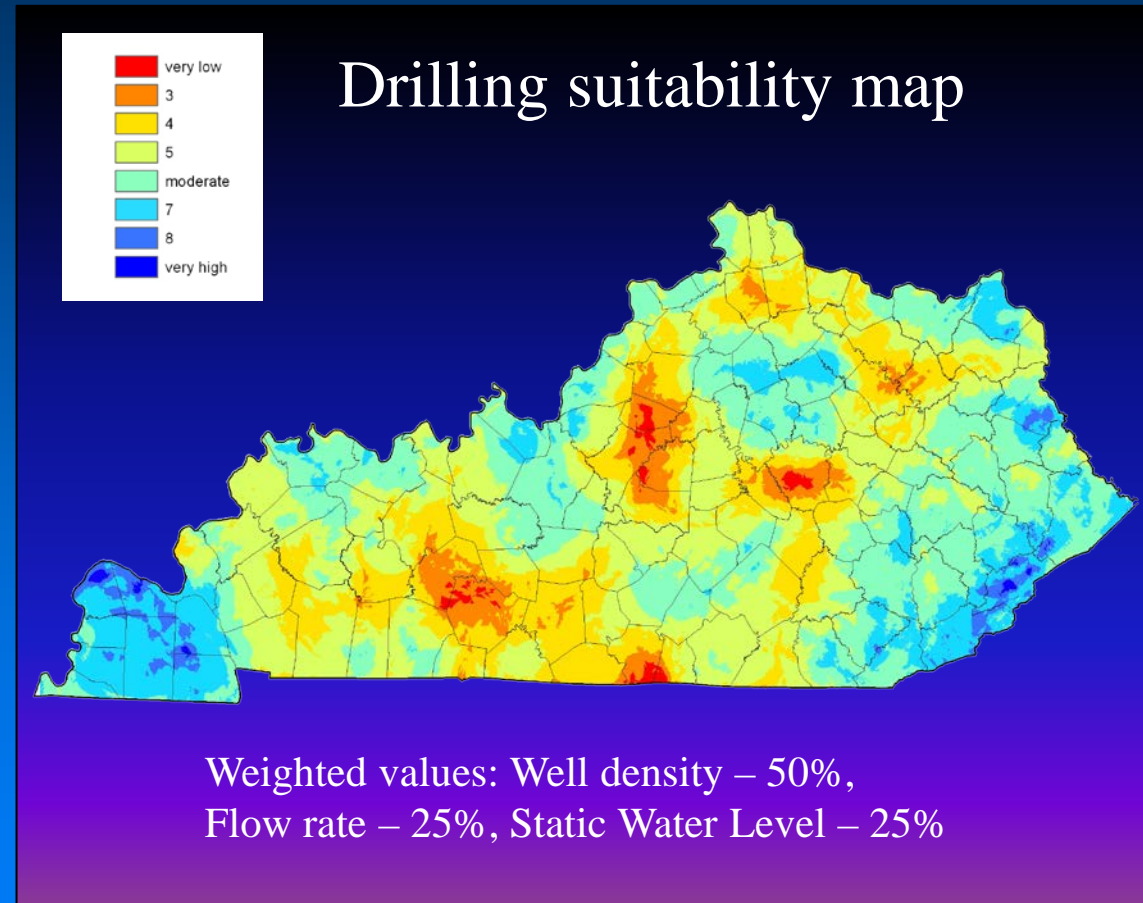 very low
3
4
5
moderate
7
8
very high
Drilling suitability map
Weighted values: Well density – 50%,
Flow rate – 25%, Static Water Level – 25%